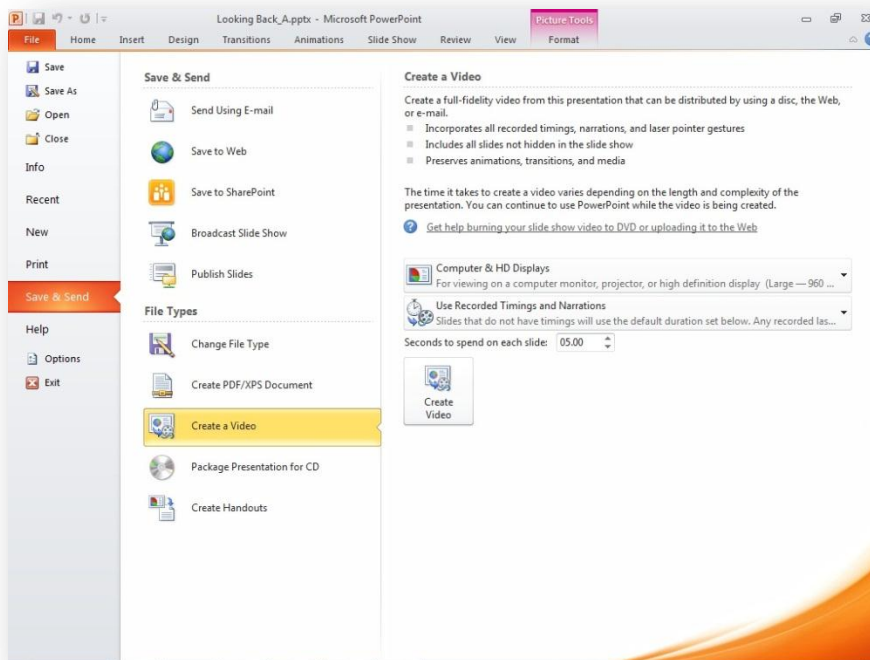 P
Looking Back_A.pptx - Microsoft PowerPoint
Picture Tools
File Home Insert Design Transitions Animations Slide Show Review View Format
Save
Save As
Open
Close
Info
Recent
New
Print
Save & Send
Help
Options
Exit
Save & Send
Send Using E-mail
Save to Web
Save to SharePoint
Broadcast Slide Show
Publish Slides
File Types
Change File Type
Create PDF/XPS Document
Create a Video
Package Presentation for CD
Create Handouts
Create a Video
Create a full-fidelity video from this presentation that can be distributed by using a disc, the Web,
or e-mail.
Incorporates all recorded timings, narrations, and laser pointer gestures
Includes all slides not hidden in the slide show
Preserves animations, transitions, and media
The time it takes to create a video varies depending on the length and complexity of the
presentation. You can continue to use PowerPoint while the video is being created.
Get help burning your slide show video to DVD or uploading it to the Web
Computer & HD Displays
For viewing on a computer monitor, projector, or high definition display (Large — 960 ...
Use Recorded Timings and Narrations
Slides that do not have timings will use the default duration set below. Any recorded las...
Seconds to spend on each slide: 05.00
Create
Video